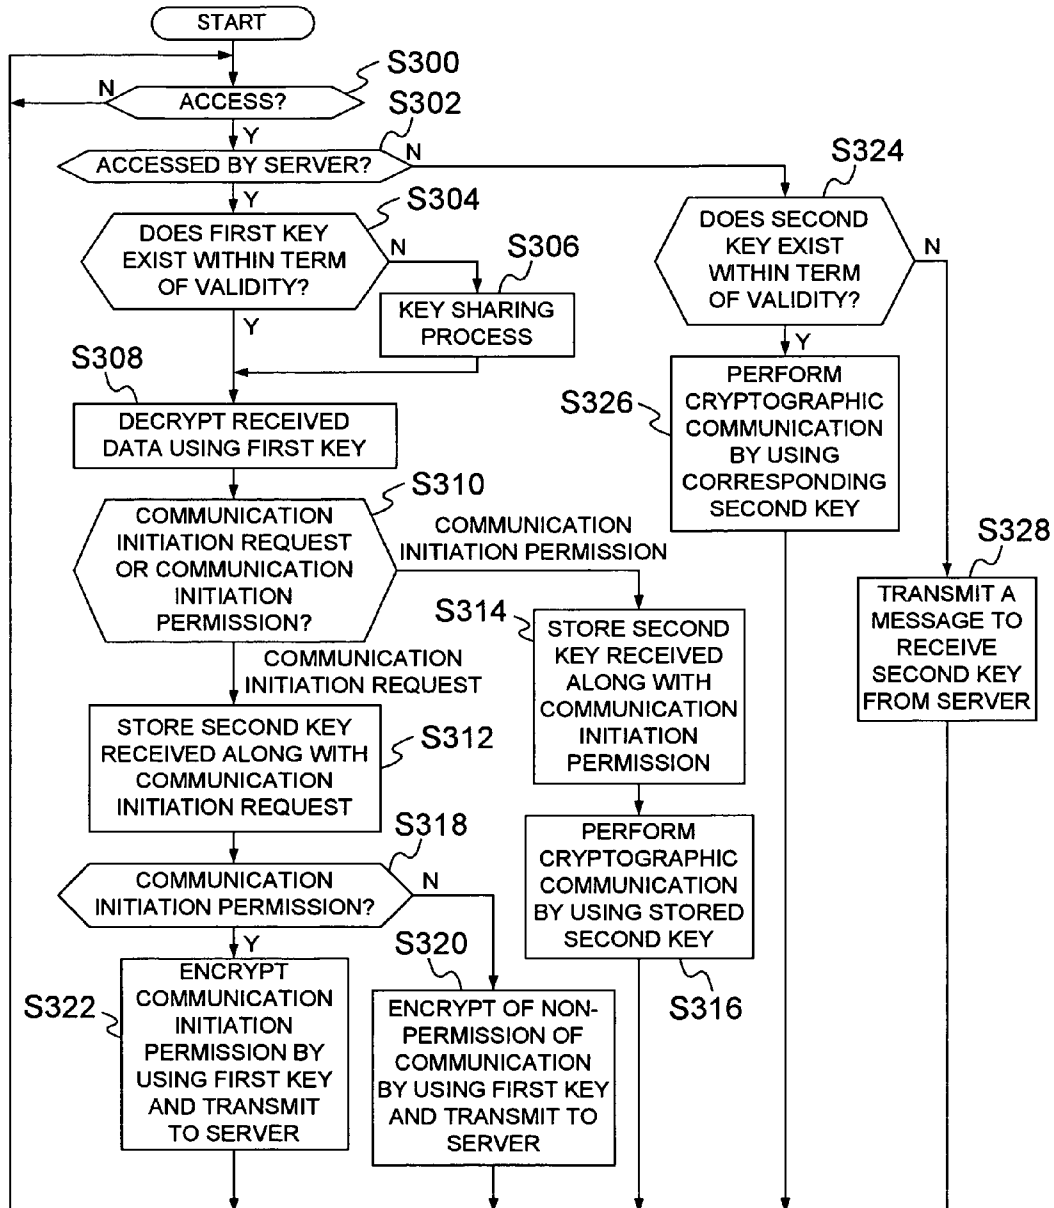 START
S300
N
ACCESS?
Y
S302
ACCESSED BY SERVER?
N
Y
S304
DOES FIRST KEY
EXIST WITHIN TERM
OF VALIDITY?
N
Y
S306
KEY SHARING
PROCESS
S324
DOES SECOND
KEY EXIST
WITHIN TERM
OF VALIDITY?
N
Y
S308
DECRYPT RECEIVED
DATA USING FIRST KEY
S326
PERFORM
CRYPTOGRAPHIC
COMMUNICATION
BY USING
CORRESPONDING
SECOND KEY
S310
COMMUNICATION
INITIATION REQUEST
OR COMMUNICATION
INITIATION
PERMISSION?
COMMUNICATION
INITIATION PERMISSION
COMMUNICATION
INITIATION REQUEST
S328
TRANSMIT A
MESSAGE TO
RECEIVE
SECOND KEY
FROM SERVER
S314
STORE SECOND
KEY RECEIVED
ALONG WITH
COMMUNICATION
INITIATION
PERMISSION
S312
STORE SECOND KEY
RECEIVED ALONG WITH
COMMUNICATION
INITIATION REQUEST
S318
COMMUNICATION
INITIATION PERMISSION?
N
Y
PERFORM
CRYPTOGRAPHIC
COMMUNICATION
BY USING STORED
SECOND KEY
S316
S322
ENCRYPT
COMMUNICATION
INITIATION
PERMISSION BY
USING FIRST KEY
AND TRANSMIT
TO SERVER
S320
ENCRYPT OF NON-
PERMISSION OF
COMMUNICATION
BY USING FIRST KEY
AND TRANSMIT TO
SERVER